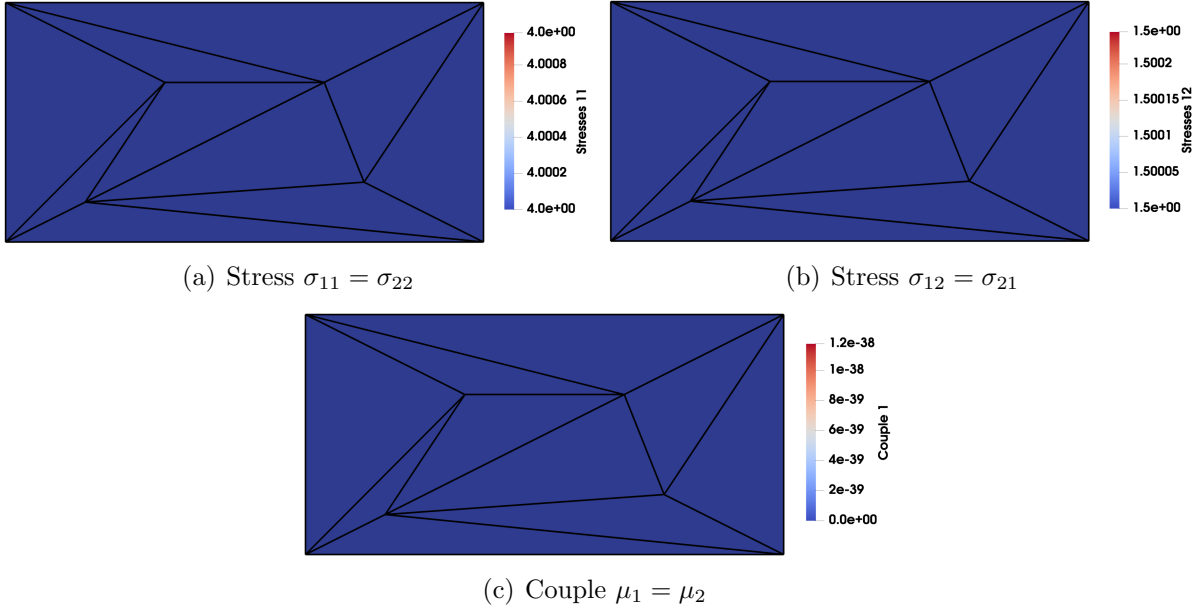 4.0e+00
4.0008
4.0006
4.0004
4.0002
4.0e+00
Stresses 11
1.5e+00
1.5002
1.50015
1.5001
1.50005
1.5e+00
Stresses 12
(a) Stress σ₁₁ = σ₂₂
(b) Stress σ₁₂ = σ₂₁
1.2e-38
1e-38
8e-39
6e-39
4e-39
2e-39
0.0e+00
Couple 1
(c) Couple μ₁ = μ₂